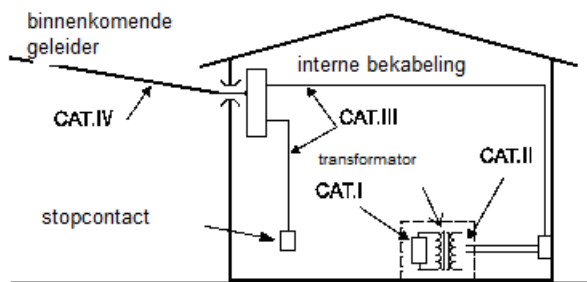 binnenkomende
geleider
interne bekabeling
CAT.IV
CAT.III
transformator
CAT.II
CAT.I
stopcontact